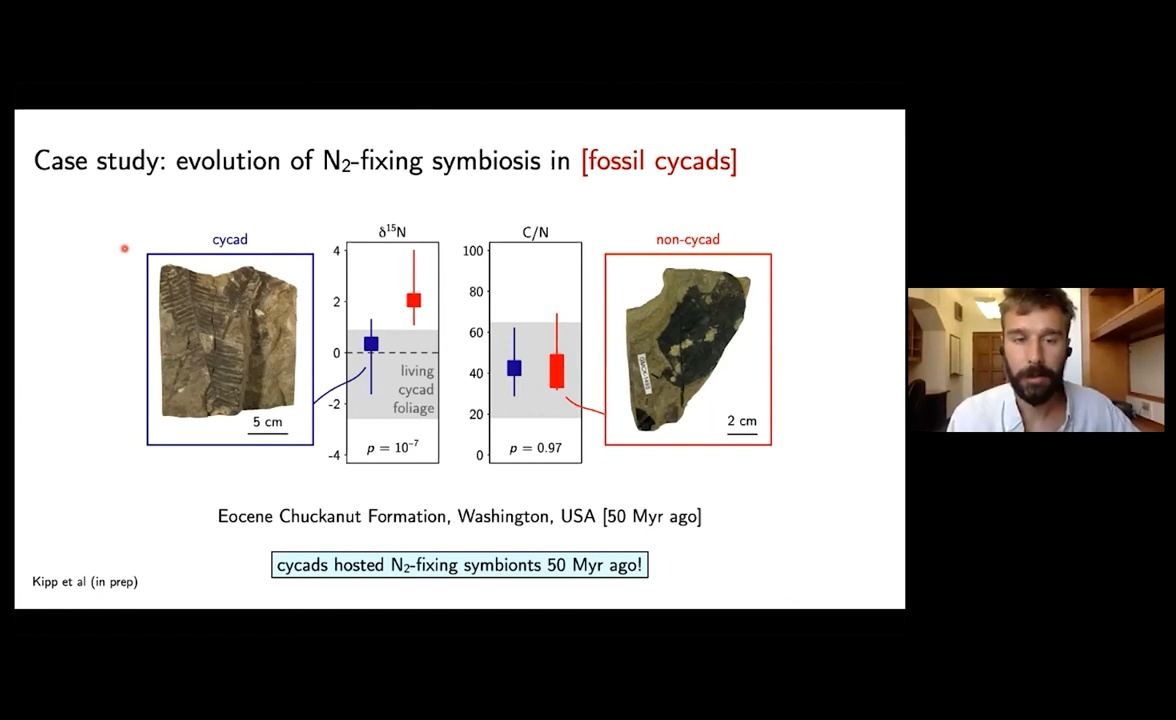 Case study: evolution of N₂-fixing symbiosis in [fossil cycads]
cycad
5 cm
δ¹⁵N
4
2
0
-2
-4
living
cycad
foliage
p = 10⁻⁷
C/N
100
80
60
40
20
0
p = 0.97
non-cycad
2 cm
Eocene Chuckanut Formation, Washington, USA [50 Myr ago]
cycads hosted N₂-fixing symbionts 50 Myr ago!
Kipp et al (in prep)